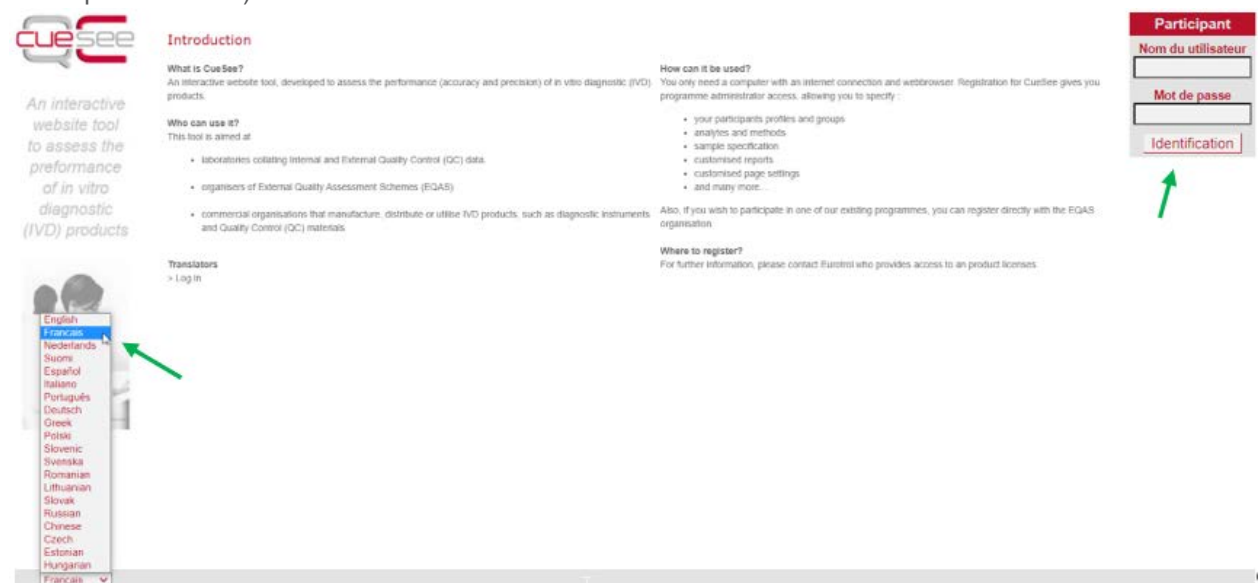 cuesee
An interactive
website tool
to assess the
preformance
of in vitro
diagnostic
(IVD) products
Introduction
What is CueSee?
An interactive website tool, developed to assess the performance (accuracy and precision) of in vitro diagnostic (IVD)
products.
Who can use it?
This tool is aimed at
• laboratories collating Internal and External Quality Control (QC) data.
• organisers of External Quality Assessment Schemes (EQAS)
• commercial organisations that manufacture, distribute or utilise IVD products, such as diagnostic instruments
and Quality Control (QC) materials
Translators
> Log In
How can it be used?
You only need a computer with an internet connection and webbrowser. Registration for CueSee gives you
programme administrator access, allowing you to specify :
• your participants profiles and groups
• analytes and methods
• sample specification
• customised reports
• customised page settings
• and many more...
Also, if you wish to participate in one of our existing programmes, you can register directly with the EQAS
organisation.
Where to register?
For further information, please contact Eurotrol who provides access to an product licenses.
Participant
Nom du utilisateur
Mot de passe
Identification
English
Francais
Nederlands
Suomi
Español
Italiano
Português
Deutsch
Greek
Polski
Slovenic
Svenska
Romanian
Lithuanian
Slovak
Russian
Chinese
Czech
Estonian
Hungarian
Francais